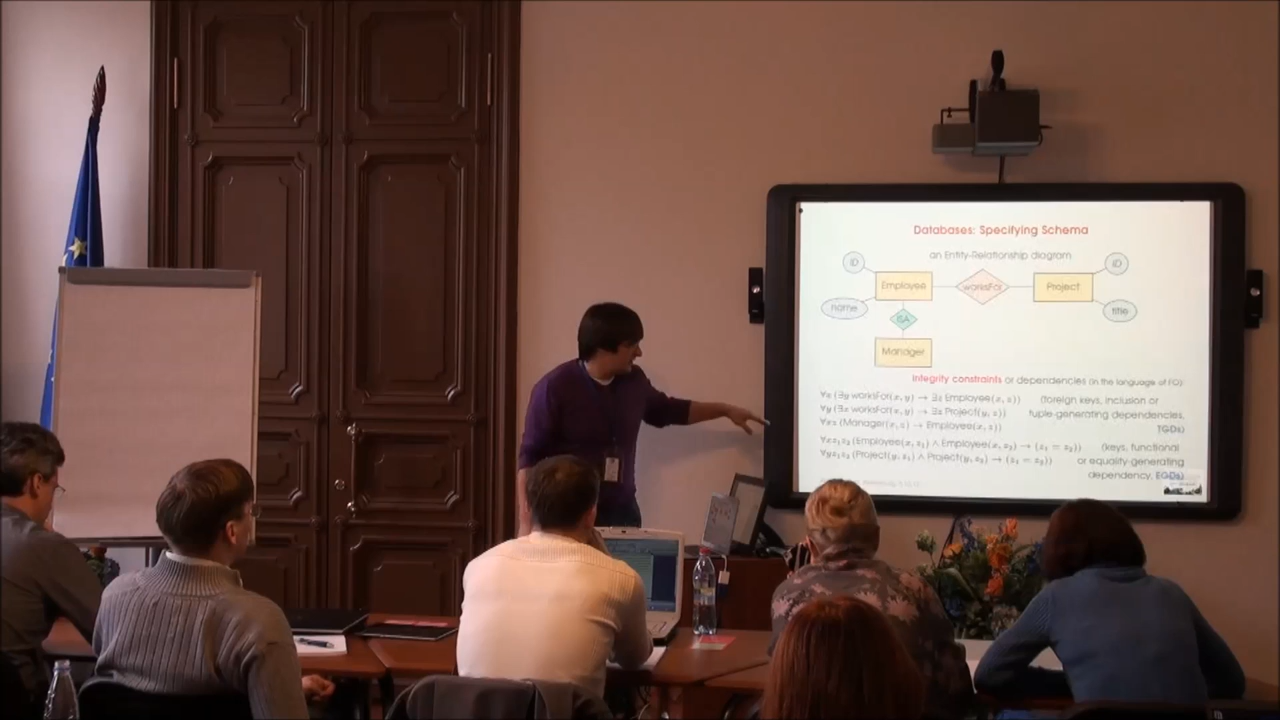 Databases: Specifying Schema
an Entity-Relationship diagram
ID
ID
Employee
worksFor
Project
name
title
ISA
Manager
Integrity constraints or dependencies (in the language of FO):
∀x (∃y worksFor(x, y) → ∃z Employee(x, z)) (foreign keys, inclusion or
∀y (∃x worksFor(x, y) → ∃z Project(y, z)) tuple-generating dependencies,
∀xz (Manager(x, z) → Employee(x, z)) TGDs)
∀xz₁z₂ (Employee(x, z₁) ∧ Employee(x, z₂) → (z₁ = z₂)) (keys, functional
∀yz₁z₂ (Project(y, z₁) ∧ Project(y, z₂) → (z₁ = z₂)) or equality-generating
dependency, EGDs)